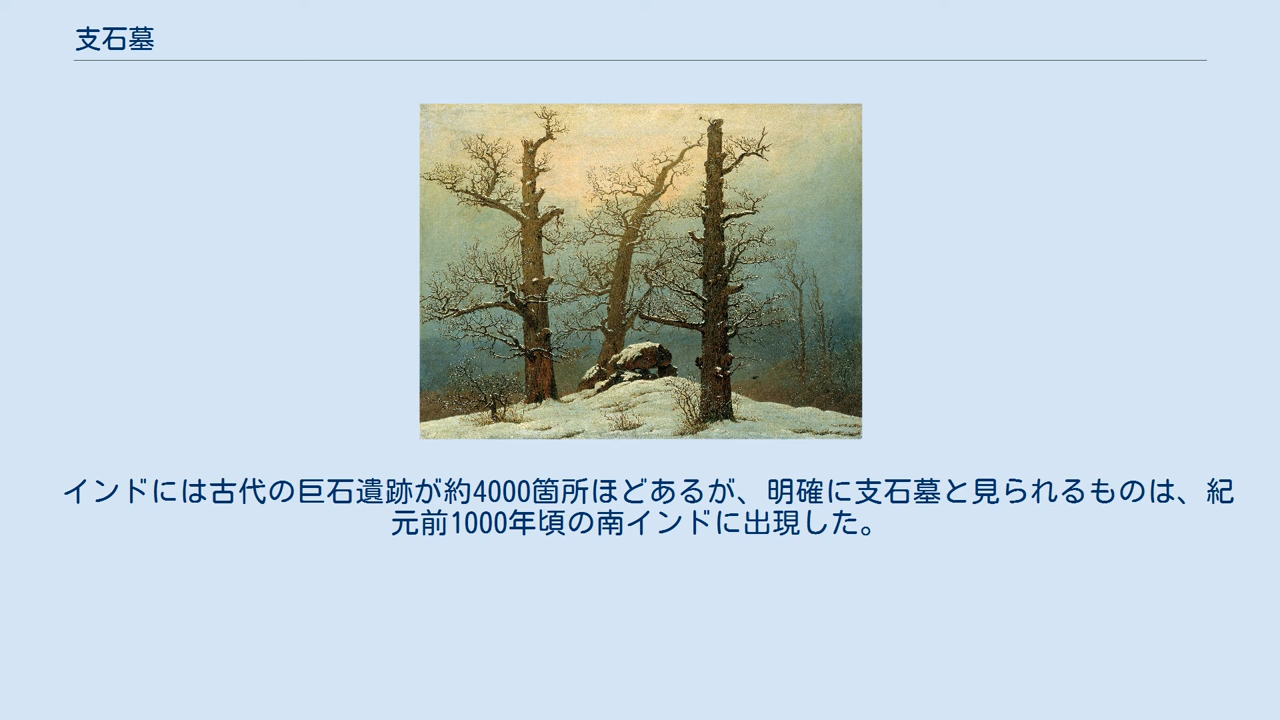 支石墓
インドには古代の巨石遺跡が約4000箇所ほどあるが、明確に支石墓と見られるものは、紀
元前1000年頃の南インドに出現した。